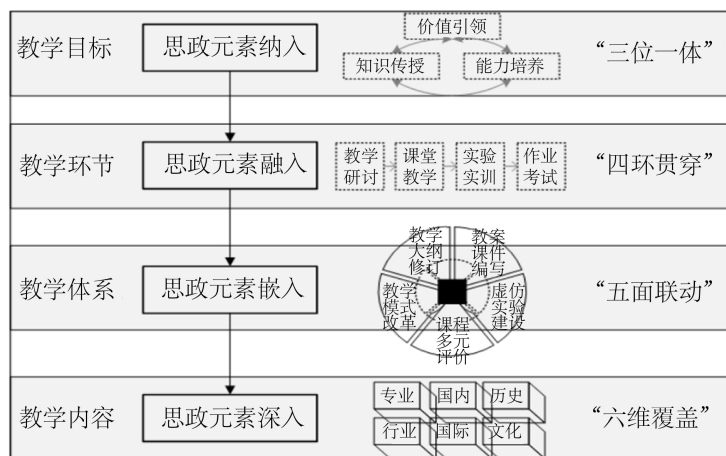 教学目标
思政元素纳入
价值引领
知识传授
能力培养
“三位一体”
教学环节
思政元素融入
教学
研讨
课堂
教学
实验
实训
作业
考试
“四环贯穿”
教学体系
思政元素嵌入
教学
大纲
修订
教案
课件
编写
教学
模式
改革
虚仿
实验
建设
课程
多元
评价
“五面联动”
教学内容
思政元素深入
专业
国内
历史
行业
国际
文化
“六维覆盖”